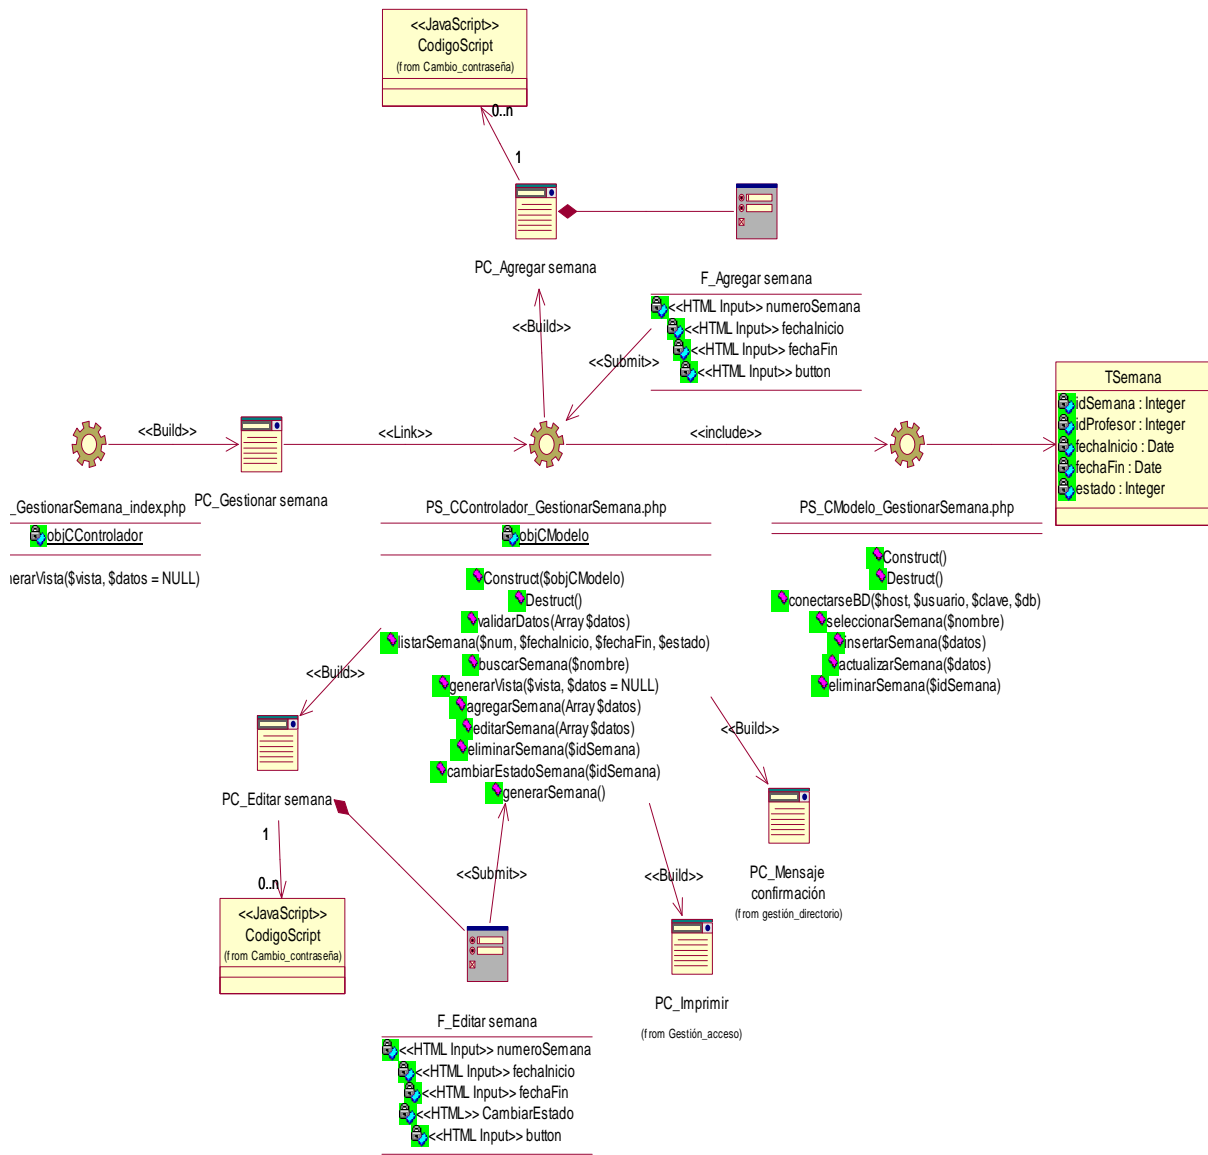 <<JavaScript>>
CodigoScript
(from Cambio_contraseña)
0..n
1
PC_Agregar semana
F_Agregar semana
<<HTML Input>> numeroSemana
<<HTML Input>> fechaInicio
<<HTML Input>> fechaFin
<<HTML Input>> button
<<Build>>
<<Submit>>
TSemana
idSemana : Integer
idProfesor : Integer
fechaInicio : Date
fechaFin : Date
estado : Integer
<<Build>>
<<Link>>
<<include>>
_GestionarSemana_index.php
objCControlador
nerarVista($vista, $datos = NULL)
PC_Gestionar semana
PS_CControlador_GestionarSemana.php
objCModelo
Construct($objCModelo)
Destruct()
validarDatos(Array $datos)
listarSemana($num, $fechaInicio, $fechaFin, $estado)
buscarSemana($nombre)
generarVista($vista, $datos = NULL)
agregarSemana(Array $datos)
editarSemana(Array $datos)
eliminarSemana($idSemana)
cambiarEstadoSemana($idSemana)
generarSemana()
PS_CModelo_GestionarSemana.php
Construct()
Destruct()
conectarseBD($host, $usuario, $clave, $db)
seleccionarSemana($nombre)
insertarSemana($datos)
actualizarSemana($datos)
eliminarSemana($idSemana)
<<Build>>
<<Build>>
PC_Editar semana
1
0..n
<<JavaScript>>
CodigoScript
(from Cambio_contraseña)
<<Submit>>
<<Build>>
PC_Mensaje
confirmación
(from gestión_directorio)
PC_Imprimir
(from Gestión_acceso)
F_Editar semana
<<HTML Input>> numeroSemana
<<HTML Input>> fechaInicio
<<HTML Input>> fechaFin
<<HTML>> CambiarEstado
<<HTML Input>> button